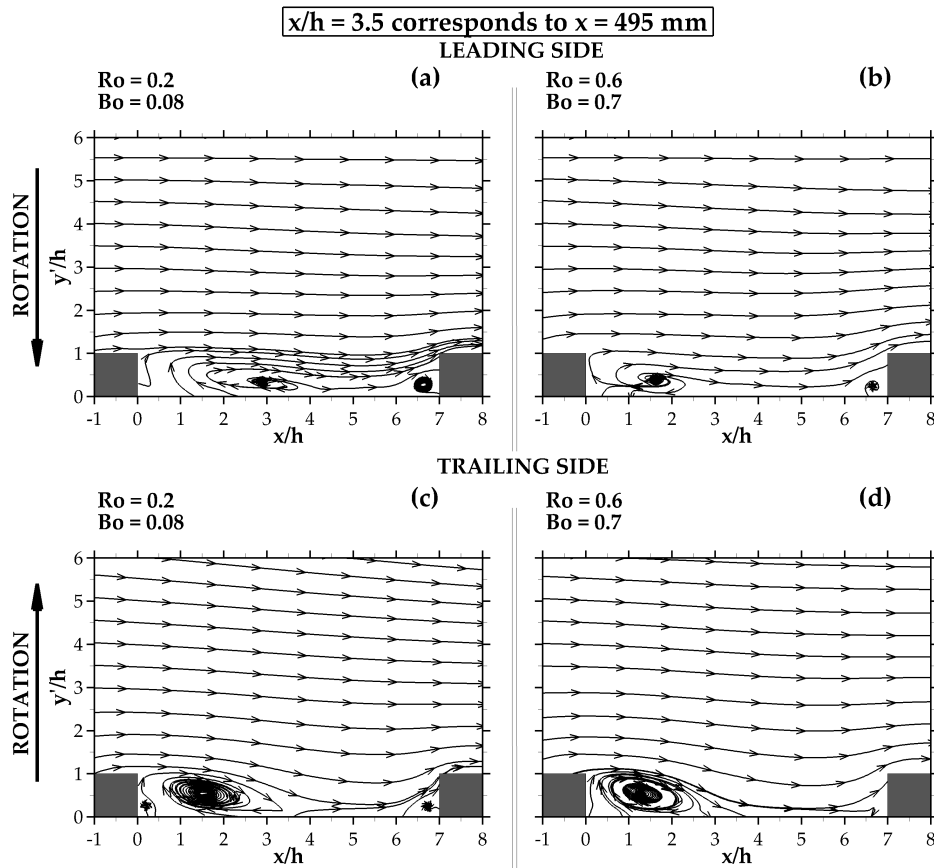 x/h = 3.5 corresponds to x = 495 mm
LEADING SIDE
Ro = 0.2
Bo = 0.08
(a)
Ro = 0.6
Bo = 0.7
(b)
ROTATION
y'/h
6
5
4
3
2
1
0
-1 0 1 2 3 4 5 6 7 8
x/h
-1 0 1 2 3 4 5 6 7 8
x/h
TRAILING SIDE
Ro = 0.2
Bo = 0.08
(c)
Ro = 0.6
Bo = 0.7
(d)
ROTATION
y'/h
6
5
4
3
2
1
0
-1 0 1 2 3 4 5 6 7 8
x/h
-1 0 1 2 3 4 5 6 7 8
x/h